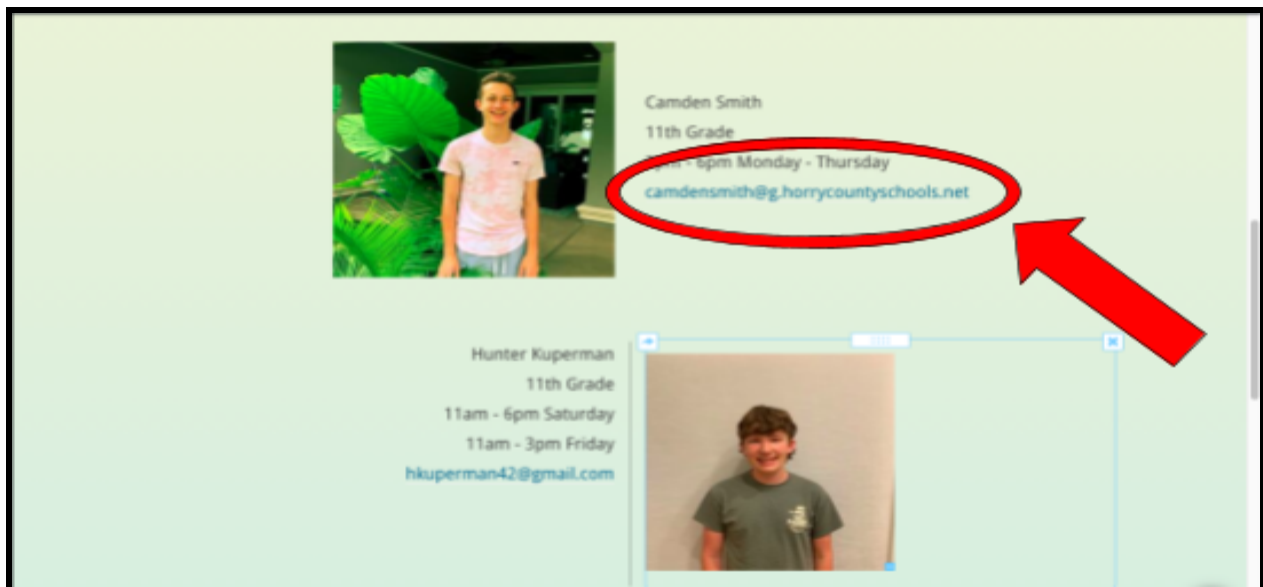 Camden Smith
11th Grade
- 6pm Monday - Thursday
camdensmith@g.horrycountyschools.net
Hunter Kuperman
11th Grade
11am - 6pm Saturday
11am - 3pm Friday
hkuperman42@gmail.com